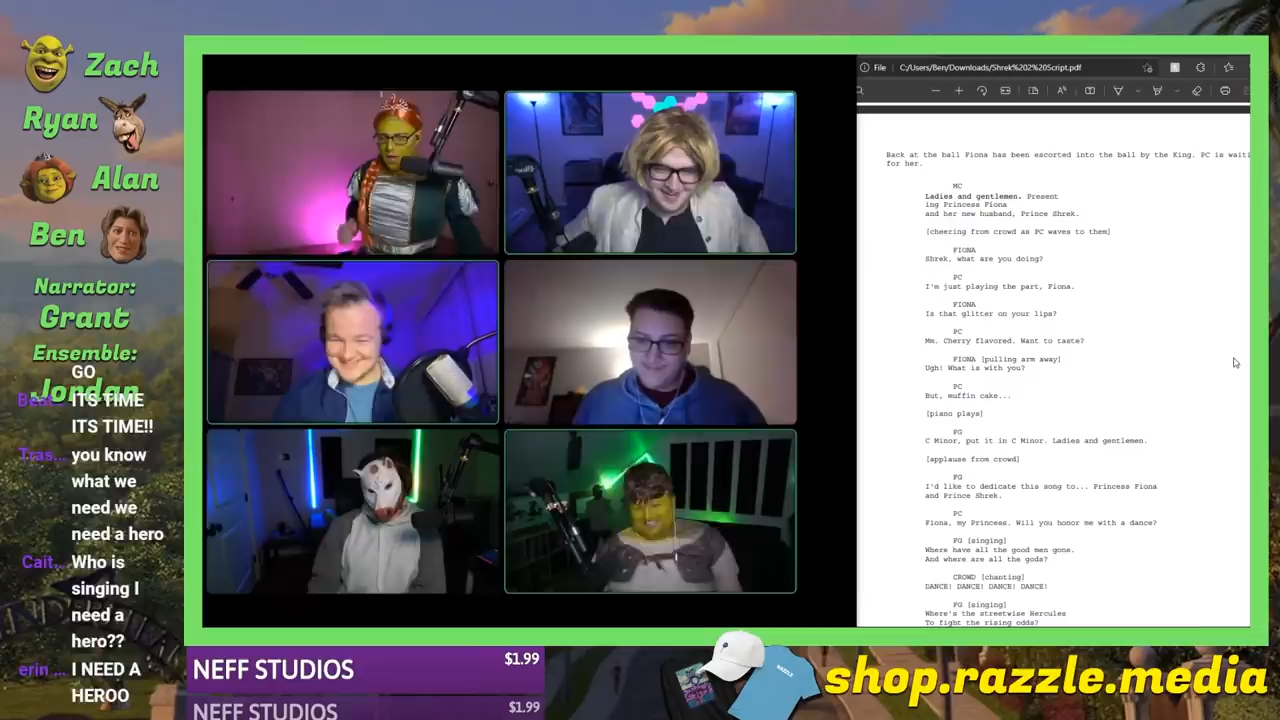 Zach
Ryan
Alan
Ben
Narrator:
Grant
Ensemble:
Jordan
GO
Beat... ITS TIME
ITS TIME!!
Tras... you know
what we
need we
need a hero
Cait... Who is
singing I
need a
hero??
erin ... I NEED A
HEROO
File
C:/Users/Ben/Downloads/Shrek%202%20Script.pdf
Back at the ball Fiona has been escorted into the ball by the King. PC is waiti
for her.
MC
Ladies and gentlemen. Present
ing Princess Fiona
and her new husband, Prince Shrek.
[cheering from crowd as PC waves to them]
FIONA
Shrek, what are you doing?
PC
I'm just playing the part, Fiona.
FIONA
Is that glitter on your lips?
PC
Mm. Cherry flavored. Want to taste?
FIONA [pulling arm away]
Ugh! What is with you?
PC
But, muffin cake...
[piano plays]
FG
C Minor, put it in C Minor. Ladies and gentlemen.
[applause from crowd]
FG
I'd like to dedicate this song to... Princess Fiona
and Prince Shrek.
PC
Fiona, my Princess. Will you honor me with a dance?
FG [singing]
Where have all the good men gone.
And where are all the gods?
CROWD [chanting]
DANCE! DANCE! DANCE! DANCE!
FG [singing]
Where's the streetwise Hercules
To fight the rising odds?
NEFF STUDIOS $1.99
NEFF STUDIOS $1.99
RAZZLE
shop.razzle.media